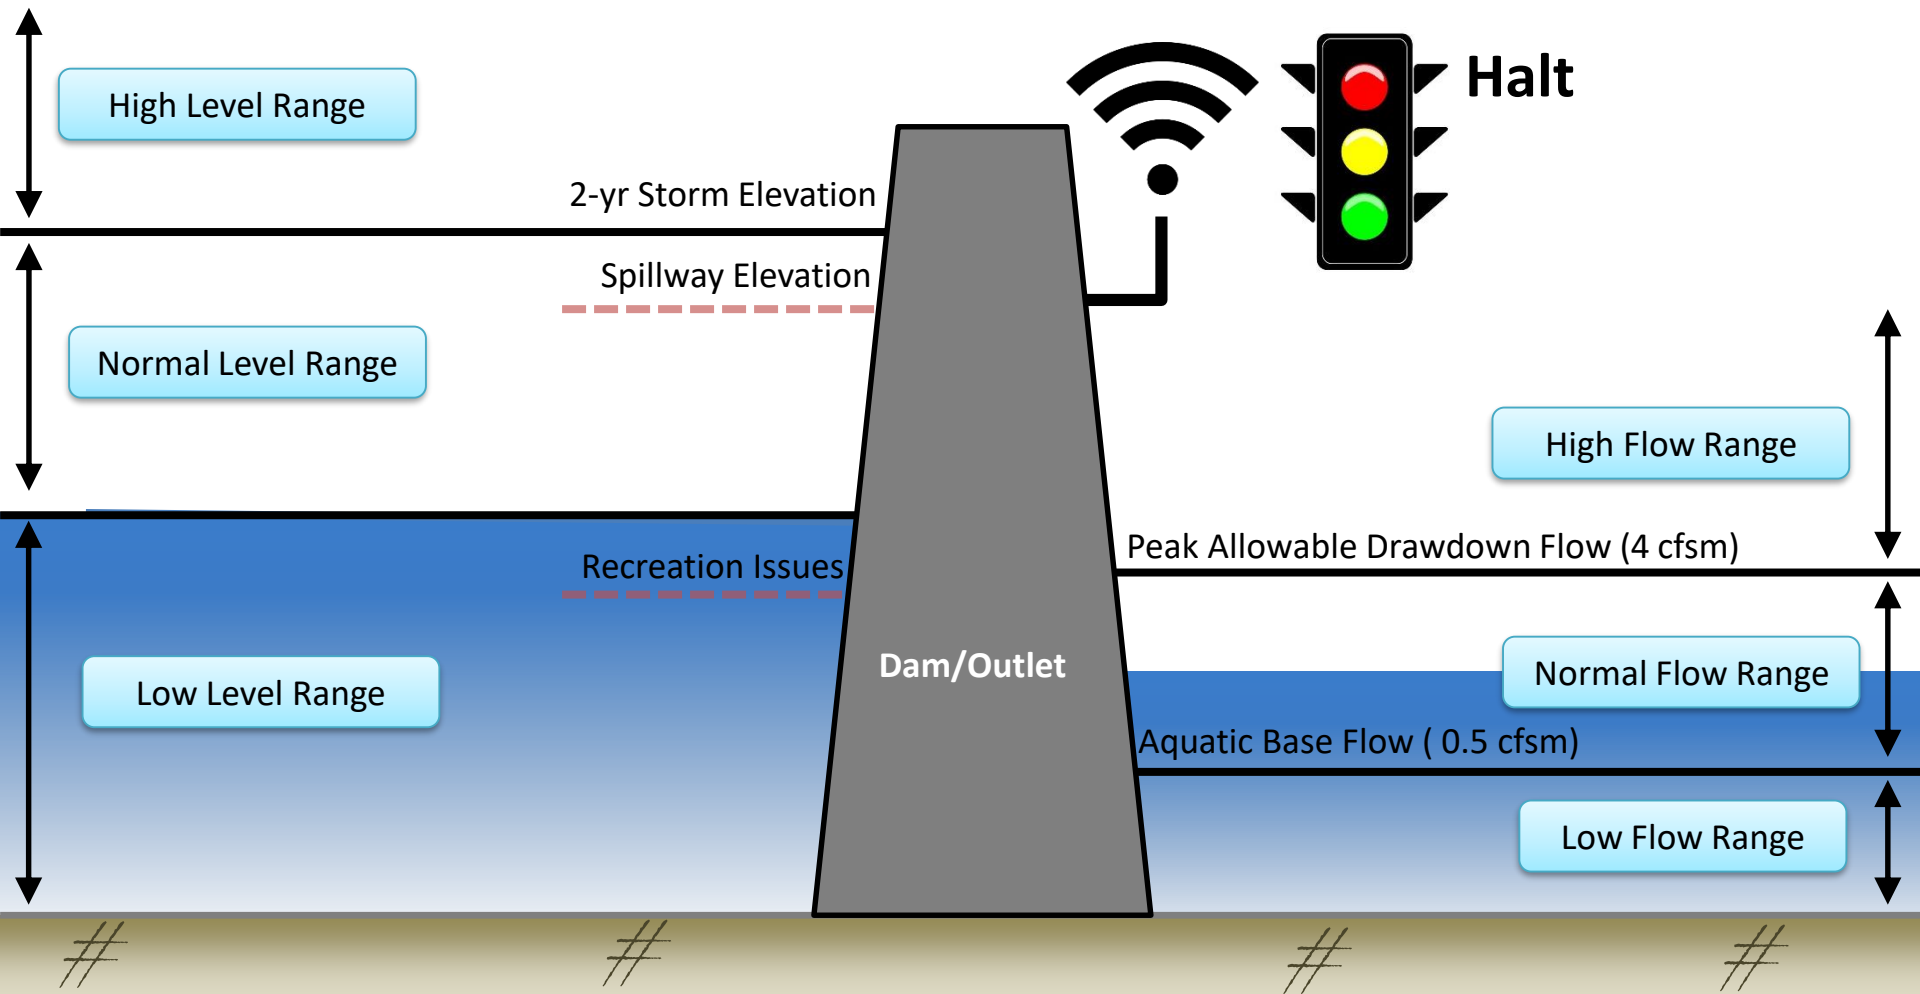 High Level Range
Halt
2-yr Storm Elevation
Spillway Elevation
Normal Level Range
High Flow Range
Peak Allowable Drawdown Flow (4 cfsm)
Recreation Issues
Dam/Outlet
Normal Flow Range
Low Level Range
Aquatic Base Flow ( 0.5 cfsm)
Low Flow Range